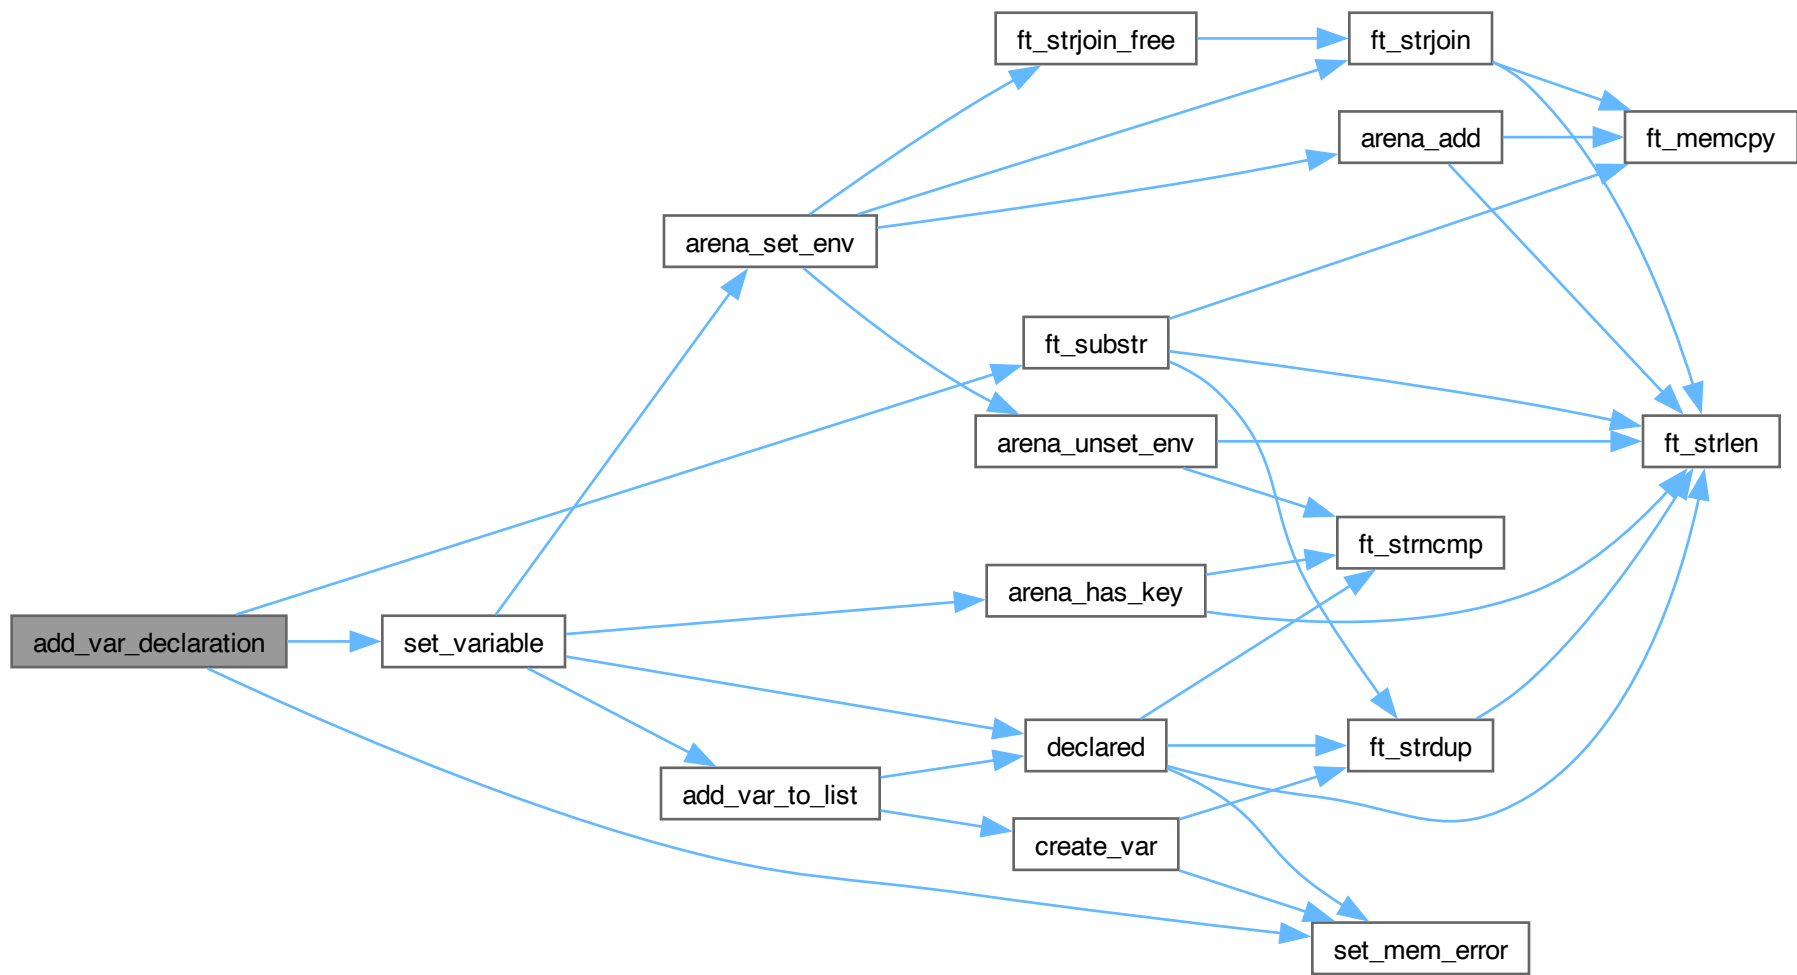 ft_strjoin_free
ft_strjoin
arena_add
ft_memcpy
arena_set_env
ft_substr
arena_unset_env
ft_strlen
ft_strncmp
arena_has_key
add_var_declaration
set_variable
declared
ft_strdup
add_var_to_list
create_var
set_mem_error